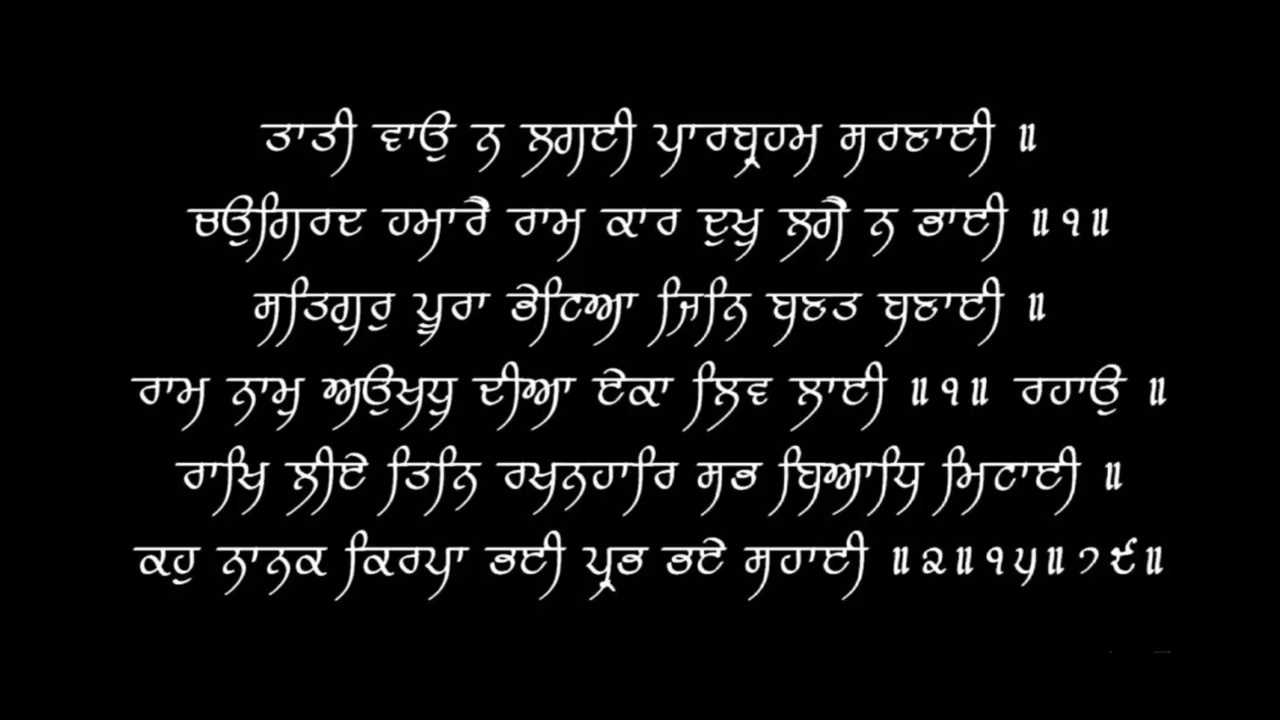 ਤਾਤੀ ਵਾਉ ਨ ਲਗਈ ਪਾਰਬ੍ਰਹਮ ਸਰਣਾਈ ॥
ਚਉਗਿਰਦ ਹਮਾਰੈ ਰਾਮ ਕਾਰ ਦੁਖੁ ਲਗੈ ਨ ਭਾਈ ॥੧॥
ਸਤਿਗੁਰੁ ਪੂਰਾ ਭੇਟਿਆ ਜਿਨਿ ਬਣਤ ਬਣਾਈ ॥
ਰਾਮ ਨਾਮੁ ਅਉਖਧੁ ਦੀਆ ਏਕਾ ਲਿਵ ਲਾਈ ॥੧॥ ਰਹਾਉ ॥
ਰਾਖਿ ਲੀਏ ਤਿਨਿ ਰਖਨਹਾਰਿ ਸਭ ਬਿਆਧਿ ਮਿਟਾਈ ॥
ਕਹੁ ਨਾਨਕ ਕਿਰਪਾ ਭਈ ਪ੍ਰਭ ਭਏ ਸਹਾਈ ॥੨॥੧੫॥੭੯॥